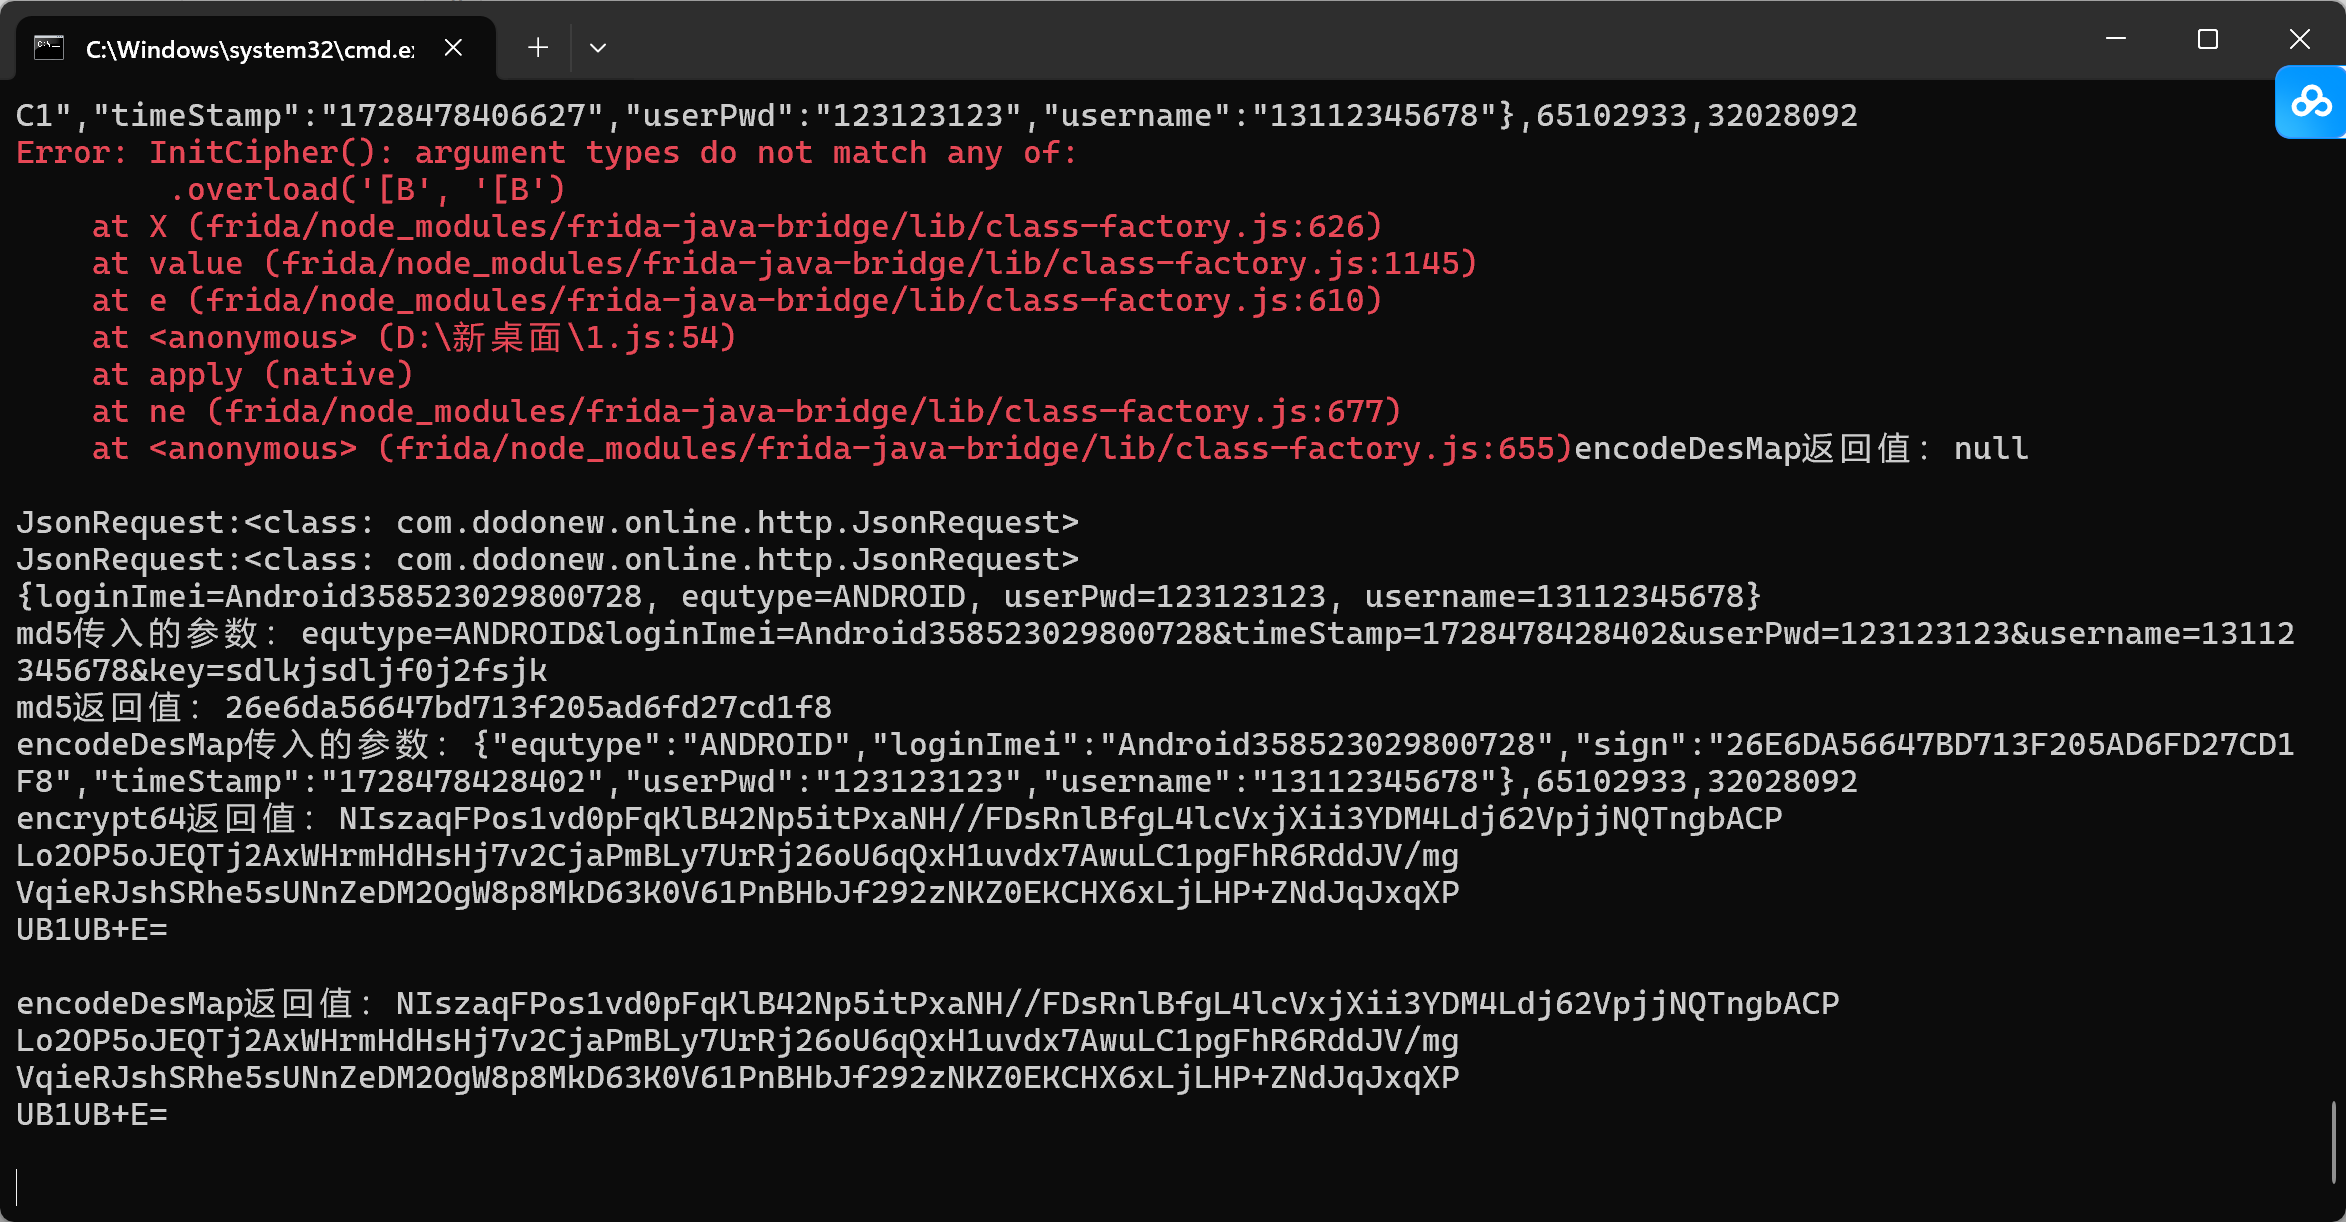 C:\Windows\system32\cmd.ex
C1","timeStamp":"1728478406627","userPwd":"123123123","username":"13112345678"},65102933,32028092
Error: InitCipher(): argument types do not match any of:
.overload('[B', '[B')
at X (frida/node_modules/frida-java-bridge/lib/class-factory.js:626)
at value (frida/node_modules/frida-java-bridge/lib/class-factory.js:1145)
at e (frida/node_modules/frida-java-bridge/lib/class-factory.js:610)
at <anonymous> (D:\新桌面\1.js:54)
at apply (native)
at ne (frida/node_modules/frida-java-bridge/lib/class-factory.js:677)
at <anonymous> (frida/node_modules/frida-java-bridge/lib/class-factory.js:655)encodeDesMap返回值: null
JsonRequest:<class: com.dodonew.online.http.JsonRequest>
JsonRequest:<class: com.dodonew.online.http.JsonRequest>
{loginImei=Android358523029800728, equtype=ANDROID, userPwd=123123123, username=13112345678}
md5传入的参数: equtype=ANDROID&loginImei=Android358523029800728&timeStamp=1728478428402&userPwd=123123123&username=13112
345678&key=sdlkjsdljf0j2fsjk
md5返回值: 26e6da56647bd713f205ad6fd27cd1f8
encodeDesMap传入的参数: {"equtype":"ANDROID","loginImei":"Android358523029800728","sign":"26E6DA56647BD713F205AD6FD27CD1
F8","timeStamp":"1728478428402","userPwd":"123123123","username":"13112345678"},65102933,32028092
encrypt64返回值: NIszaqFPos1vd0pFqKlB42Np5itPxaNH//FDsRnlBfgL4lcVxjXii3YDM4Ldj62VpjjNQTngbACP
Lo2OP5oJEQTj2AxWHrmHdHsHj7v2CjaPmBLy7UrRj26oU6qQxH1uvdx7AwuLC1pgFhR6RddJV/mg
VqieRJshSRhe5sUNnZeDM2OgW8p8MkD63K0V61PnBHbJf292zNKZ0EKCHX6xLjLHP+ZNdJqJxqXP
UB1UB+E=
encodeDesMap返回值: NIszaqFPos1vd0pFqKlB42Np5itPxaNH//FDsRnlBfgL4lcVxjXii3YDM4Ldj62VpjjNQTngbACP
Lo2OP5oJEQTj2AxWHrmHdHsHj7v2CjaPmBLy7UrRj26oU6qQxH1uvdx7AwuLC1pgFhR6RddJV/mg
VqieRJshSRhe5sUNnZeDM2OgW8p8MkD63K0V61PnBHbJf292zNKZ0EKCHX6xLjLHP+ZNdJqJxqXP
UB1UB+E=